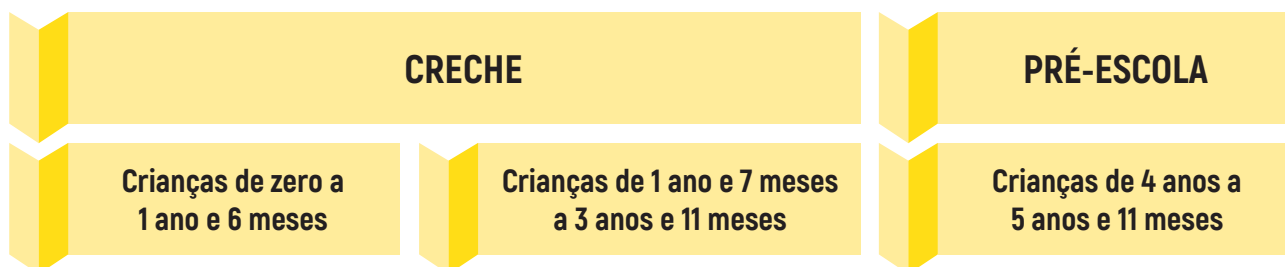 CRECHE
PRÉ-ESCOLA
Crianças de zero a
1 ano e 6 meses
Crianças de 1 ano e 7 meses
a 3 anos e 11 meses
Crianças de 4 anos a
5 anos e 11 meses